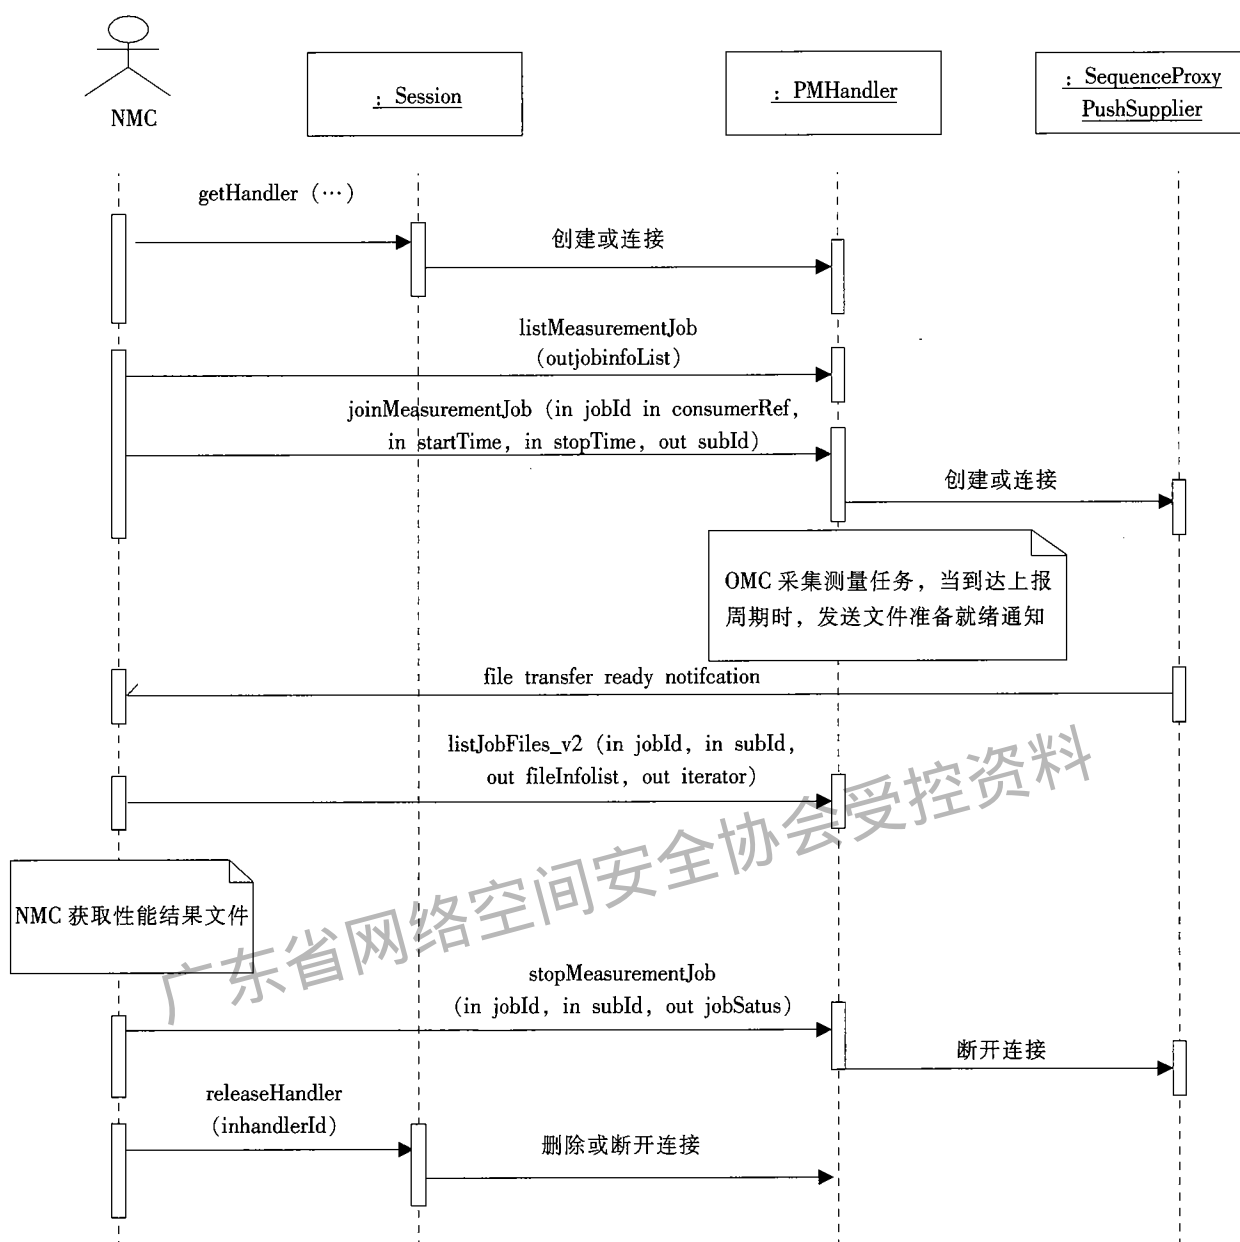 NMC
: Session
: PMHandler
: SequenceProxy
PushSupplier
getHandler (…)
创建或连接
listMeasurementJob
(outjobinfoList)
joinMeasurementJob (in jobId in consumerRef,
in startTime, in stopTime, out subId)
创建或连接
OMC 采集测量任务，当到达上报
周期时，发送文件准备就绪通知
file transfer ready notifcation
listJobFiles_v2 (in jobId, in subId,
out fileInfolist, out iterator)
NMC 获取性能结果文件
广东省网络空间安全协会受控资料
stopMeasurementJob
(in jobId, in subId, out jobSatus)
断开连接
releaseHandler
(inhandlerId)
删除或断开连接